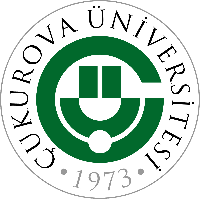 ÇUKUROVA ÜNİVERSİTESİ
• 1973 •